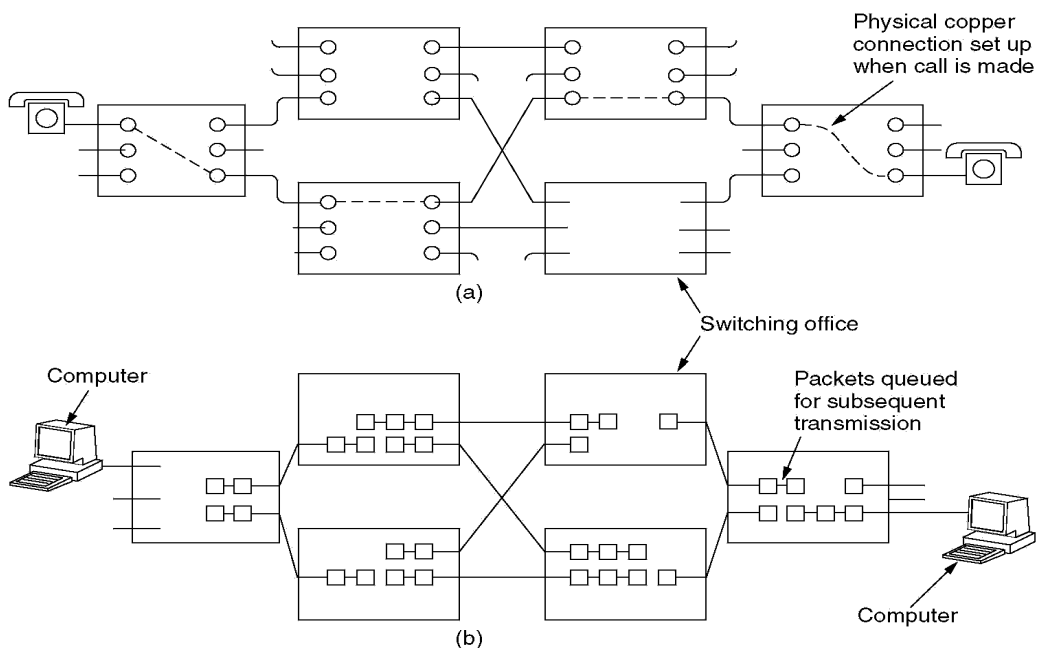 Physical copper
connection set up
when call is made
(a)
Switching office
Computer
Packets queued
for subsequent
transmission
Computer
(b)